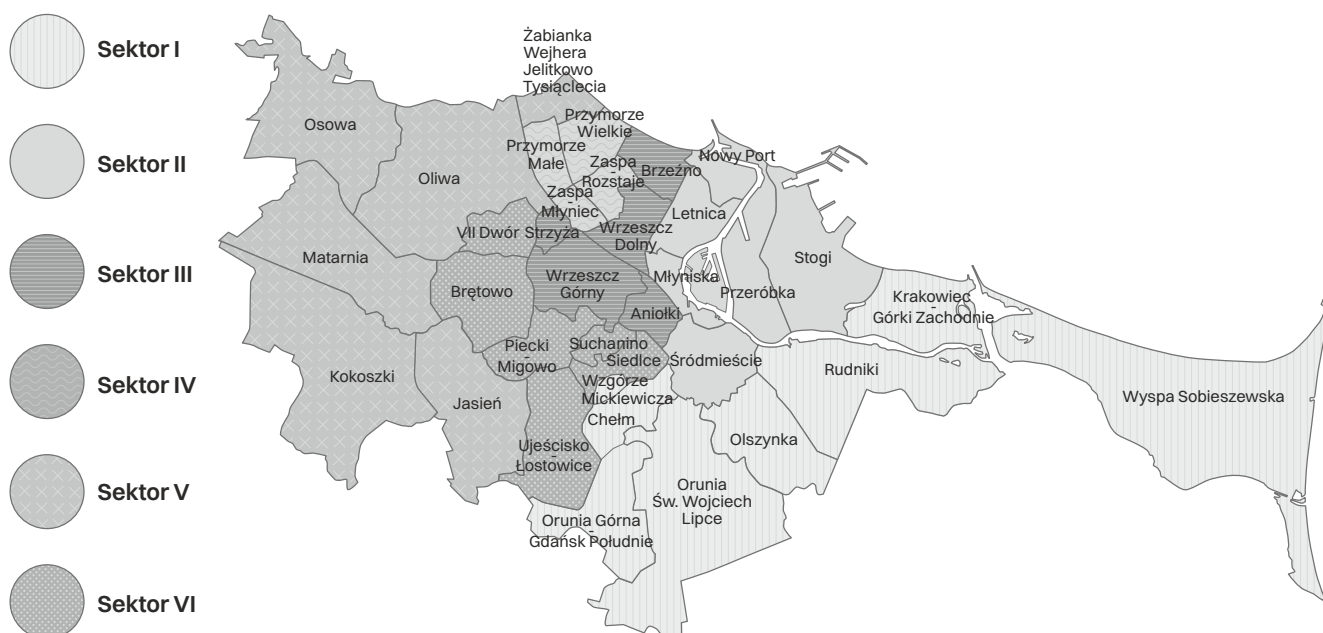 Sektor I
Sektor II
Sektor III
Sektor IV
Sektor V
Sektor VI
Żabianka
Wejhera
Jelitkowo
Tysiąclecia
Osowa
Oliwa
Przymorze
Wielkie
Przymorze
Małe
Zaspa
-
Rozstaje
Zaspa
-
Młyniec
Brzeźno
Nowy Port
Letnica
VII Dwór
Strzyża
Wrzeszcz
Dolny
Matarnia
Brętowo
Wrzeszcz
Górny
Młyniska
Przeróbka
Stogi
Krakowiec
-
Górki Zachodnie
Aniołki
Kokoszki
Jasień
Piecki
-
Migowo
Suchanino
Siedlce
Wzgórze
Mickiewicza
Chełm
Śródmieście
Rudniki
Wyspa Sobieszewska
Ujeścisko
-
Łostowice
Olszynka
Orunia
Św. Wojciech
Lipce
Orunia Górna
-
Gdańsk Południe